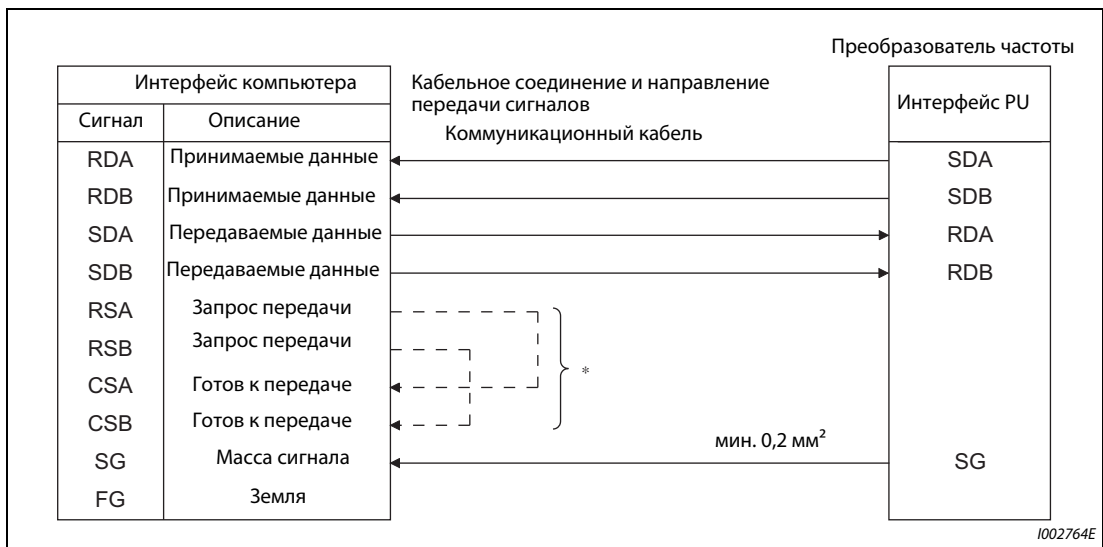 Преобразователь частоты
Интерфейс компьютера
Кабельное соединение и направление
передачи сигналов
Интерфейс PU
Сигнал Описание
Коммуникационный кабель
RDA Принимаемые данные SDA
RDB Принимаемые данные SDB
SDA Передаваемые данные RDA
SDB Передаваемые данные RDB
RSA Запрос передачи
RSB Запрос передачи
*
CSA Готов к передаче
CSB Готов к передаче
мин. 0,2 мм²
SG Масса сигнала SG
FG Земля
I002764E